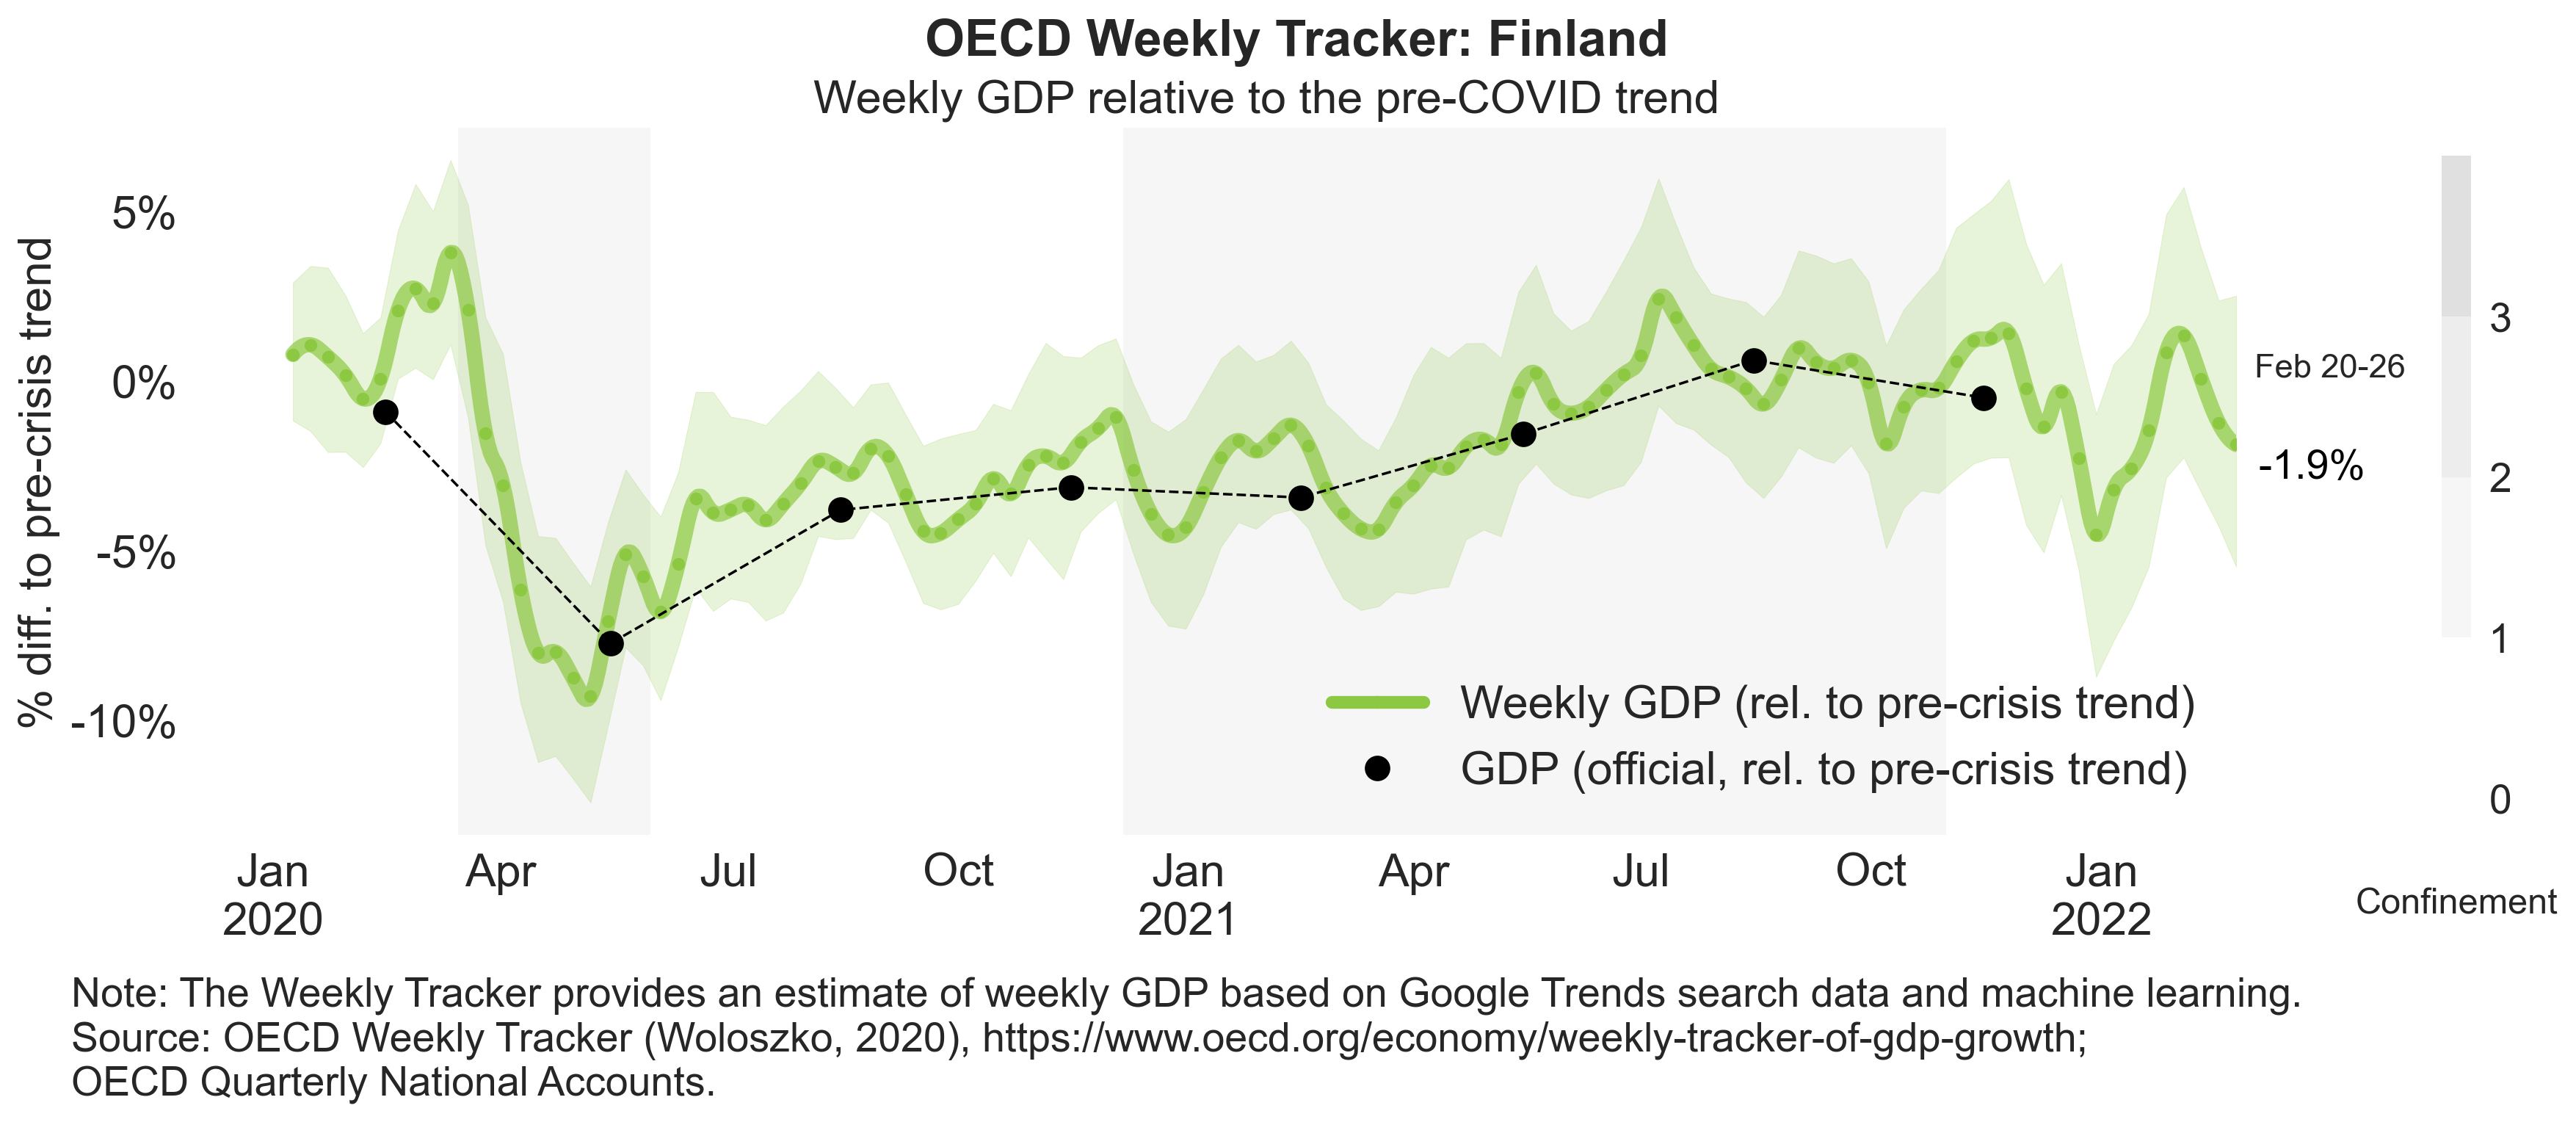 OECD Weekly Tracker: Finland
Weekly GDP relative to the pre-COVID trend
% diff. to pre-crisis trend
5%
0%
-5%
-10%
Feb 20-26
-1.9%
3
2
1
0
Confinement
Weekly GDP (rel. to pre-crisis trend)
GDP (official, rel. to pre-crisis trend)
Jan Apr Jul Oct Jan Apr Jul Oct Jan
2020 2021 2022
Note: The Weekly Tracker provides an estimate of weekly GDP based on Google Trends search data and machine learning.
Source: OECD Weekly Tracker (Woloszko, 2020), https://www.oecd.org/economy/weekly-tracker-of-gdp-growth;
OECD Quarterly National Accounts.